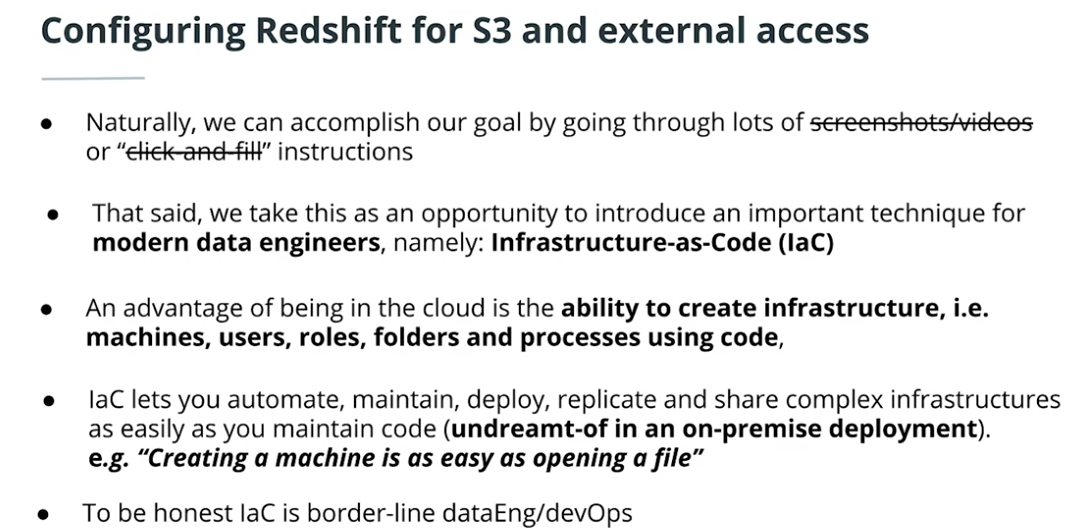 Configuring Redshift for S3 and external access
● Naturally, we can accomplish our goal by going through lots of screenshots/videos
or “click-and-fill” instructions
● That said, we take this as an opportunity to introduce an important technique for
modern data engineers, namely: Infrastructure-as-Code (IaC)
● An advantage of being in the cloud is the ability to create infrastructure, i.e.
machines, users, roles, folders and processes using code,
● IaC lets you automate, maintain, deploy, replicate and share complex infrastructures
as easily as you maintain code (undreamt-of in an on-premise deployment).
e.g. “Creating a machine is as easy as opening a file”
● To be honest IaC is border-line dataEng/devOps